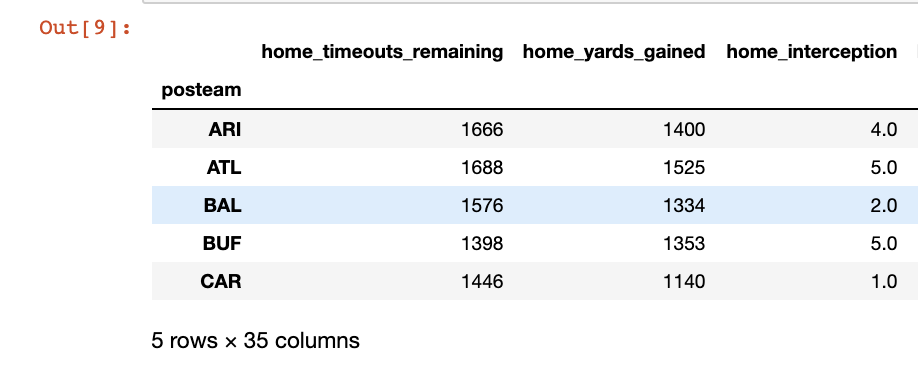 Out[9]:
home_timeouts_remaining home_yards_gained home_interception
posteam
ARI 1666 1400 4.0
ATL 1688 1525 5.0
BAL 1576 1334 2.0
BUF 1398 1353 5.0
CAR 1446 1140 1.0
5 rows × 35 columns